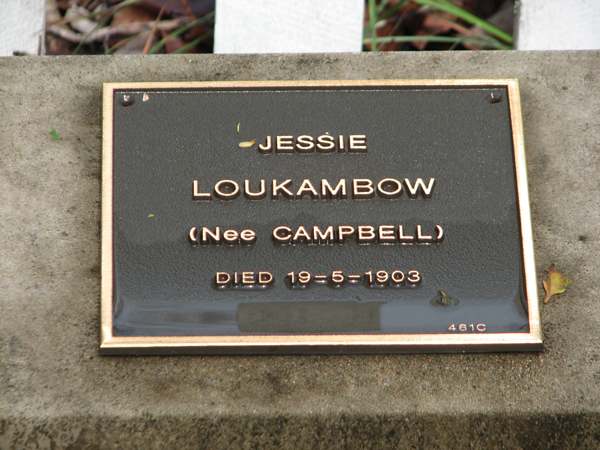 JESSIE
LOUKAMBOW
(Nee CAMPBELL)
DIED 19-5-1903
461C